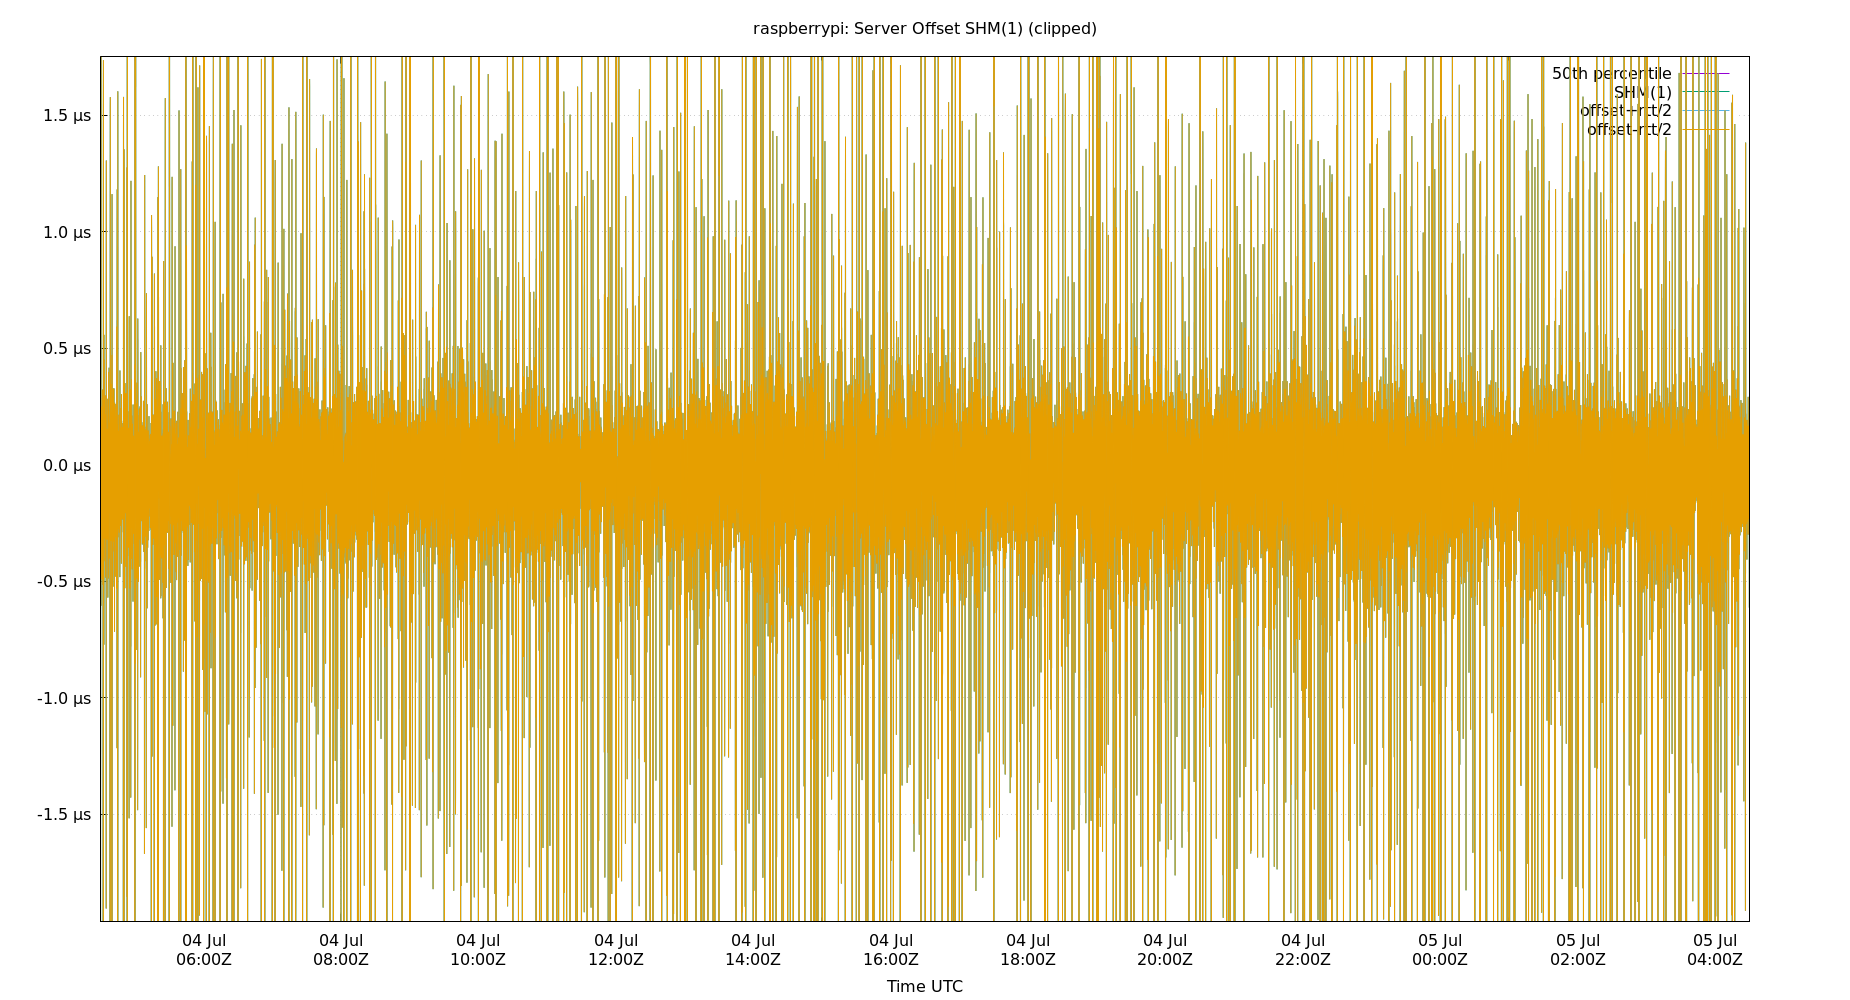 raspberrypi: Server Offset SHM(1) (clipped)
50th percentile
SHM(1)
offset+rtt/2
offset-rtt/2
1.5 µs
1.0 µs
0.5 µs
0.0 µs
-0.5 µs
-1.0 µs
-1.5 µs
04 Jul 04 Jul 04 Jul 04 Jul 04 Jul 04 Jul 04 Jul 04 Jul 04 Jul 05 Jul 05 Jul 05 Jul
06:00Z 08:00Z 10:00Z 12:00Z 14:00Z 16:00Z 18:00Z 20:00Z 22:00Z 00:00Z 02:00Z 04:00Z
Time UTC